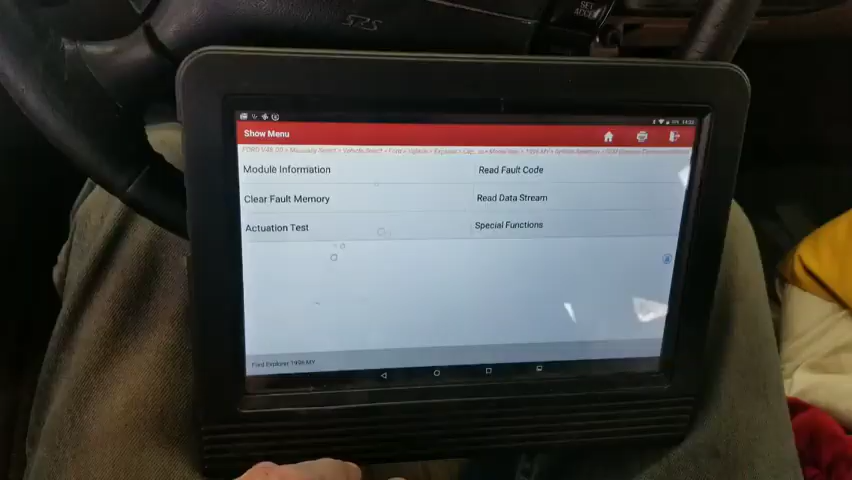 SRS
SET
Show Menu
Module Information
Read Fault Code
Clear Fault Memory
Read Data Stream
Actuation Test
Special Functions
Ford Explorer 1996 MY